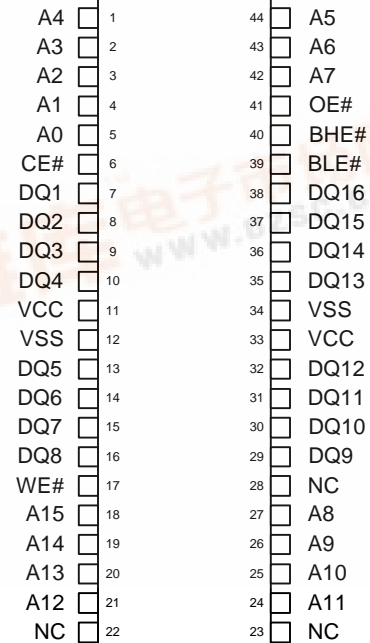 A4 1 44 A5
A3 2 43 A6
A2 3 42 A7
A1 4 41 OE#
A0 5 40 BHE#
CE# 6 39 BLE#
DQ1 7 38 DQ16
DQ2 8 37 DQ15
DQ3 9 36 DQ14
DQ4 10 35 DQ13
VCC 11 34 VSS
VSS 12 33 VCC
DQ5 13 32 DQ12
DQ6 14 31 DQ11
DQ7 15 30 DQ10
DQ8 16 29 DQ9
WE# 17 28 NC
A15 18 27 A8
A14 19 26 A9
A13 20 25 A10
A12 21 24 A11
NC 22 23 NC